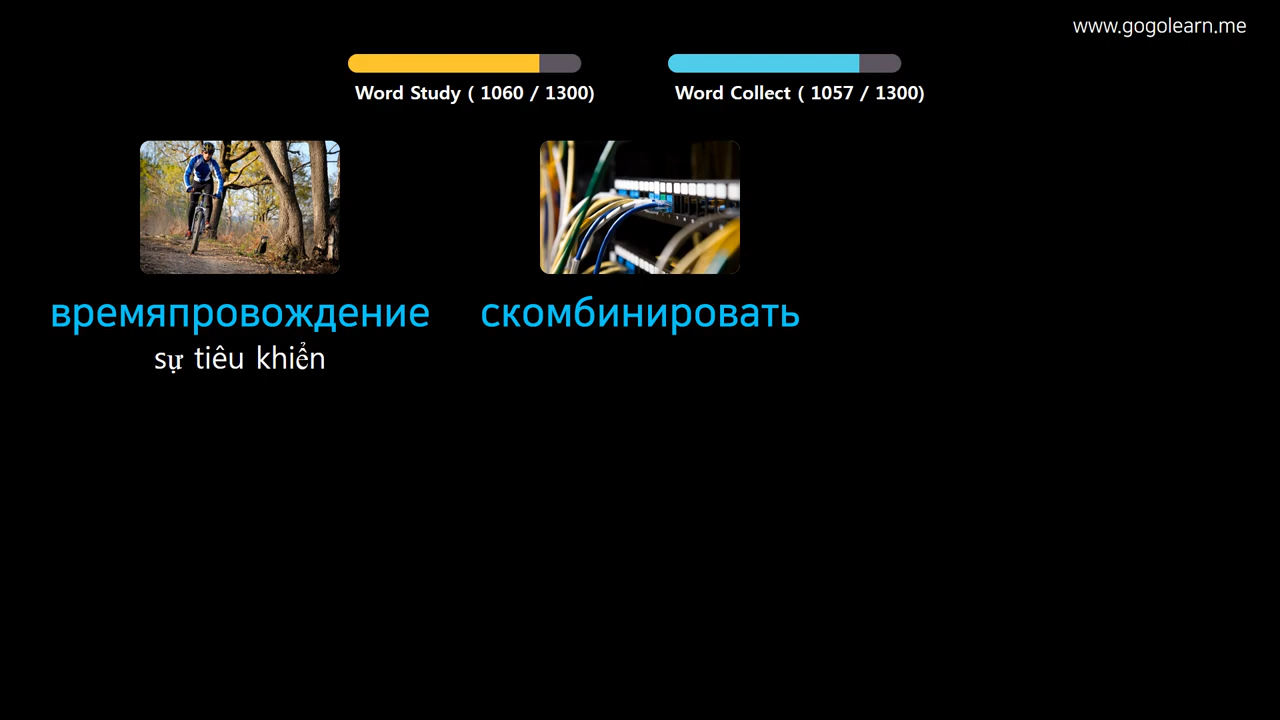 www.gogolearn.me
Word Study ( 1060 / 1300)
Word Collect ( 1057 / 1300)
времяпровождение
скомбинировать
sự tiêu khiển